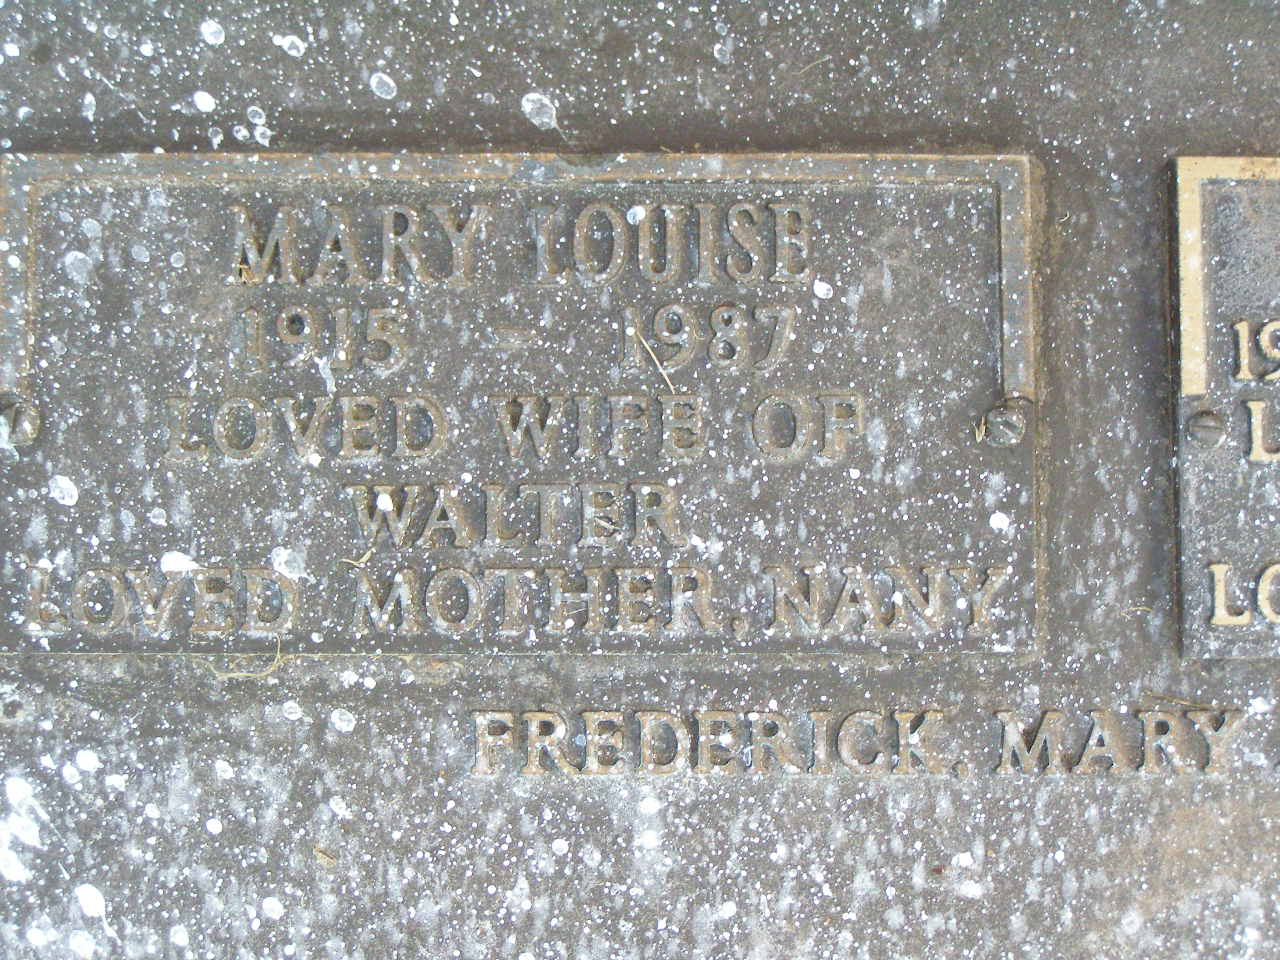 MARY LOUISE
1915 - 1987
LOVED WIFE OF
WALTER
LOVED MOTHER, NANY
FREDERICK, MARY